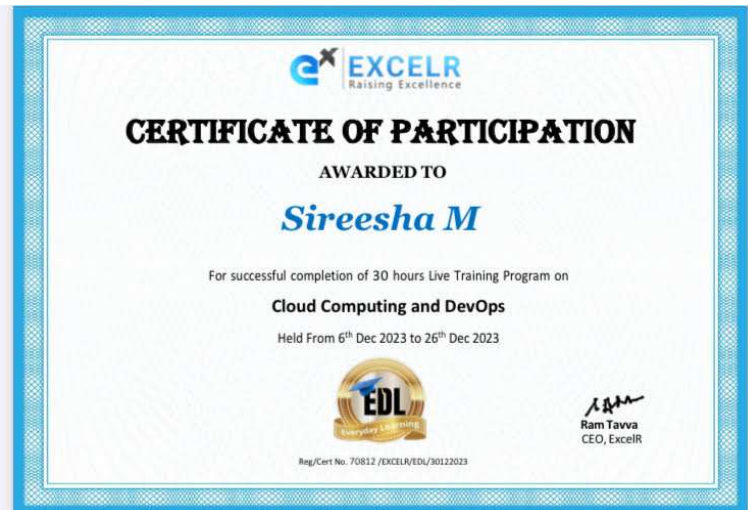 ex EXCELR
Raising Excellence
CERTIFICATE OF PARTICIPATION
AWARDED TO
Sireesha M
For successful completion of 30 hours Live Training Program on
Cloud Computing and DevOps
Held From 6th Dec 2023 to 26th Dec 2023
EDL
Everyday Learning
Ram Tavva
CEO, ExcelR
Reg/Cert No. 70812 /EXCELR/EDL/30122023